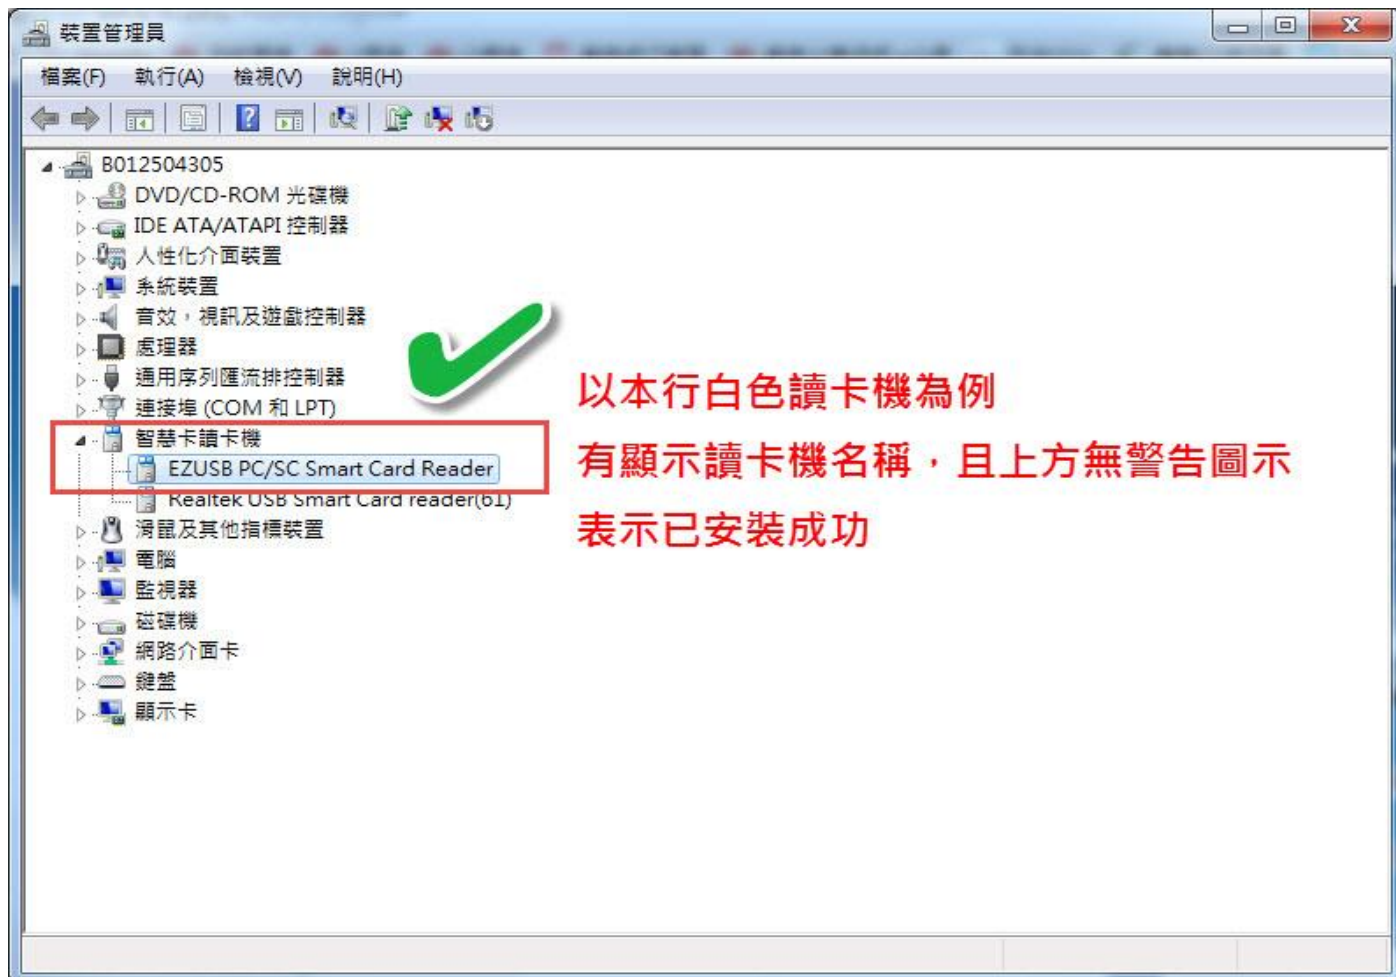 裝置管理員
檔案(F) 執行(A) 檢視(V) 說明(H)
B012504305
DVD/CD-ROM 光碟機
IDE ATA/ATAPI 控制器
人性化介面裝置
系統裝置
音效，視訊及遊戲控制器
處理器
通用序列匯流排控制器
連接埠 (COM 和 LPT)
智慧卡讀卡機
EZUSB PC/SC Smart Card Reader
Realtek USB Smart Card reader(61)
滑鼠及其他指標裝置
電腦
監視器
磁碟機
網路介面卡
鍵盤
顯示卡
以本行白色讀卡機為例
有顯示讀卡機名稱，且上方無警告圖示
表示已安裝成功